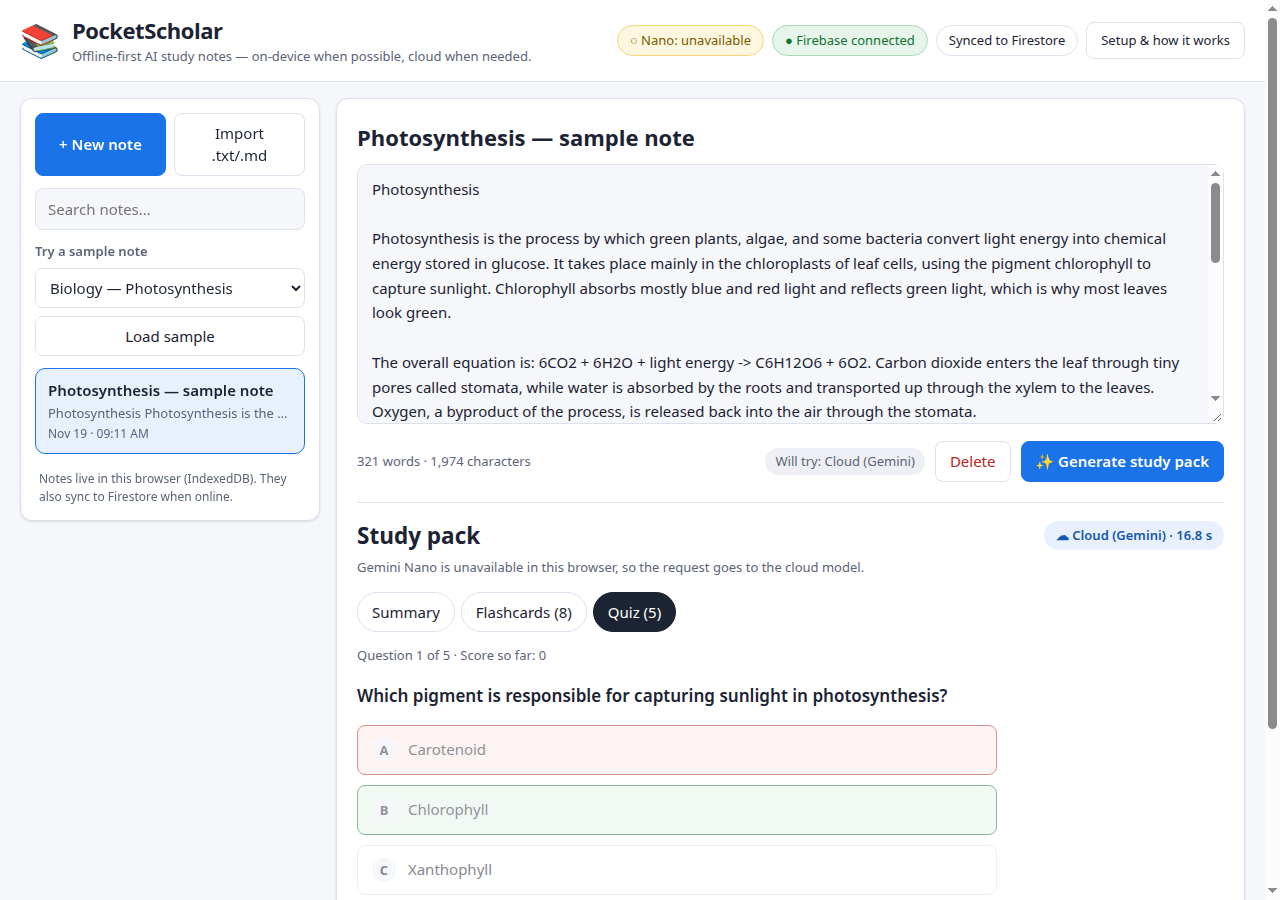 PocketScholar
Offline-first AI study notes — on-device when possible, cloud when needed.
○ Nano: unavailable
● Firebase connected
Synced to Firestore
Setup & how it works
+ New note
Import
.txt/.md
Search notes...
Try a sample note
Biology — Photosynthesis
Load sample
Photosynthesis — sample note
Photosynthesis Photosynthesis is the ...
Nov 19 · 09:11 AM
Notes live in this browser (IndexedDB). They
also sync to Firestore when online.
Photosynthesis — sample note
Photosynthesis
Photosynthesis is the process by which green plants, algae, and some bacteria convert light energy into chemical
energy stored in glucose. It takes place mainly in the chloroplasts of leaf cells, using the pigment chlorophyll to
capture sunlight. Chlorophyll absorbs mostly blue and red light and reflects green light, which is why most leaves
look green.
The overall equation is: 6CO2 + 6H2O + light energy -> C6H12O6 + 6O2. Carbon dioxide enters the leaf through tiny
pores called stomata, while water is absorbed by the roots and transported up through the xylem to the leaves.
Oxygen, a byproduct of the process, is released back into the air through the stomata.
321 words · 1,974 characters
Will try: Cloud (Gemini)
Delete
✨ Generate study pack
Study pack
☁ Cloud (Gemini) · 16.8 s
Gemini Nano is unavailable in this browser, so the request goes to the cloud model.
Summary
Flashcards (8)
Quiz (5)
Question 1 of 5 · Score so far: 0
Which pigment is responsible for capturing sunlight in photosynthesis?
A Carotenoid
B Chlorophyll
C Xanthophyll